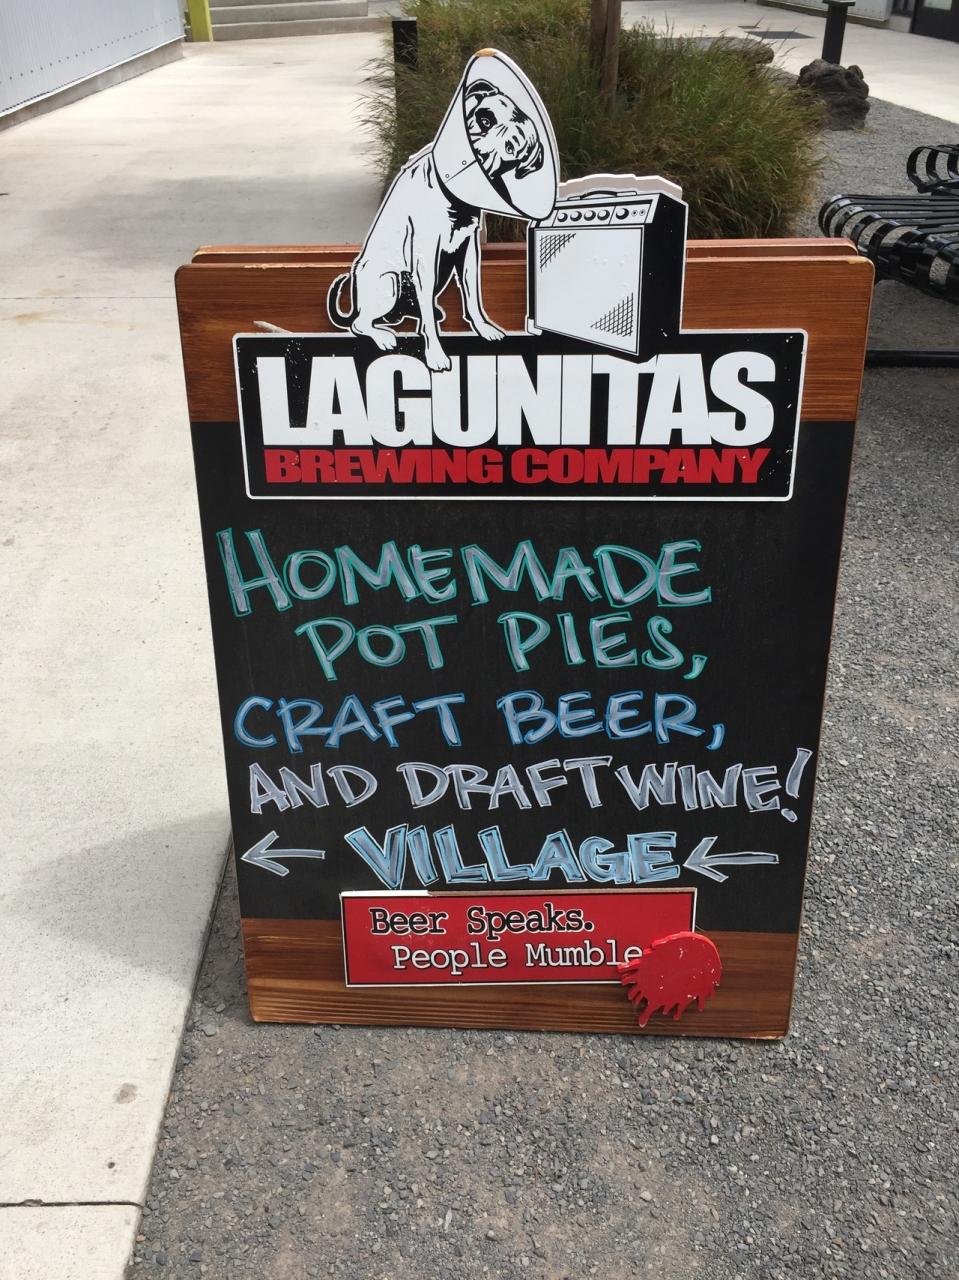 LAGUNITAS
BREWING COMPANY
HOMEMADE
POT PIES,
CRAFT BEER,
AND DRAFT WINE!
← VILLAGE ←
Beer Speaks.
People Mumble